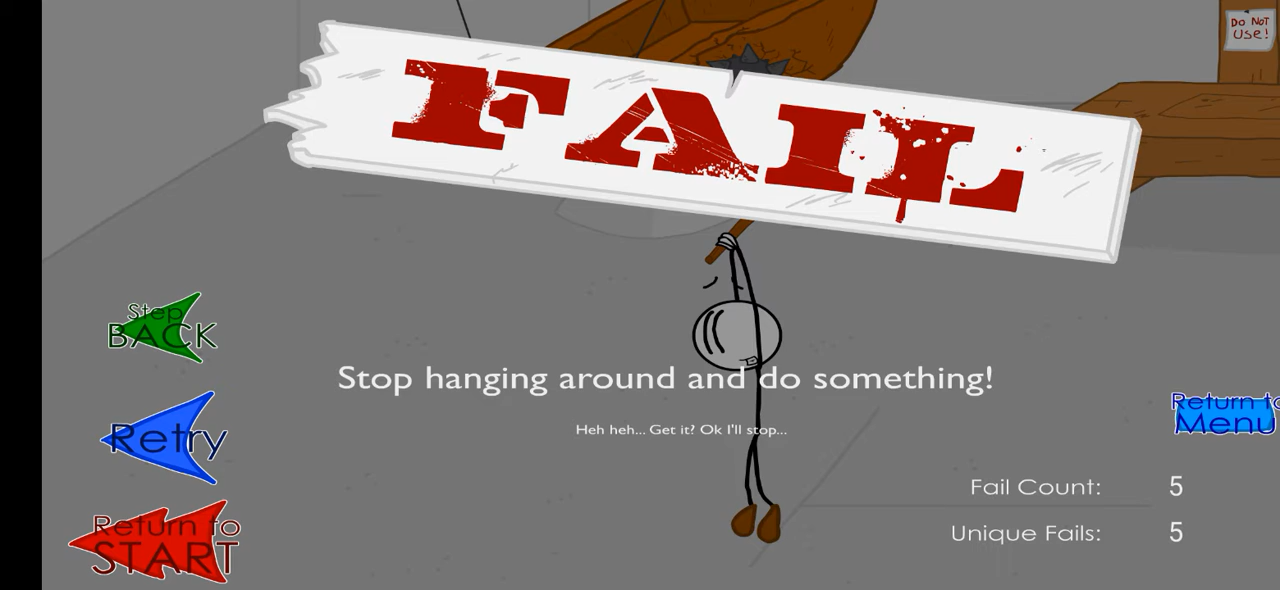 DO NOT
Use!
FAIL
Step
BACK
Stop hanging around and do something!
Heh heh... Get it? Ok I'll stop...
Retry
Return to
Menu
Fail Count: 5
Return to
START
Unique Fails: 5